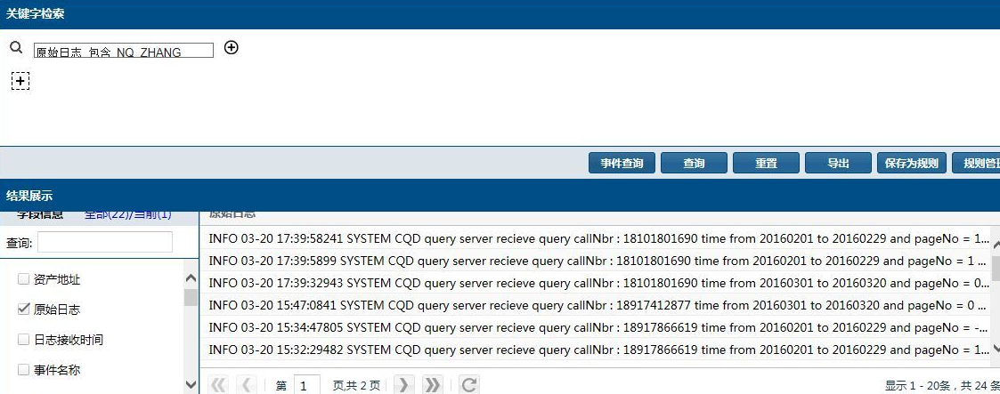 关键字检索
原始日志 包含 NQ_ZHANG
事件查询 查询 重置 导出 保存为规则 规则管
结果展示
字段信息 全部(22)/当前(1) 原始日志
查询:
资产地址
原始日志
日志接收时间
事件名称
INFO 03-20 17:39:58241 SYSTEM CQD query server recieve query callNbr : 18101801690 time from 20160201 to 20160229 and pageNo = 1...
INFO 03-20 17:39:5899 SYSTEM CQD query server recieve query callNbr : 18101801690 time from 20160201 to 20160229 and pageNo = 1 ...
INFO 03-20 17:39:32943 SYSTEM CQD query server recieve query callNbr : 18101801690 time from 20160301 to 20160320 and pageNo = 0...
INFO 03-20 15:47:0841 SYSTEM CQD query server recieve query callNbr : 18917412877 time from 20160301 to 20160320 and pageNo = 0 ...
INFO 03-20 15:34:47805 SYSTEM CQD query server recieve query callNbr : 18917866619 time from 20160201 to 20160229 and pageNo = -...
INFO 03-20 15:32:29482 SYSTEM CQD query server recieve query callNbr : 18917866619 time from 20160201 to 20160229 and pageNo = 1...
第 1 页,共 2 页 显示 1 - 20条，共 24 条